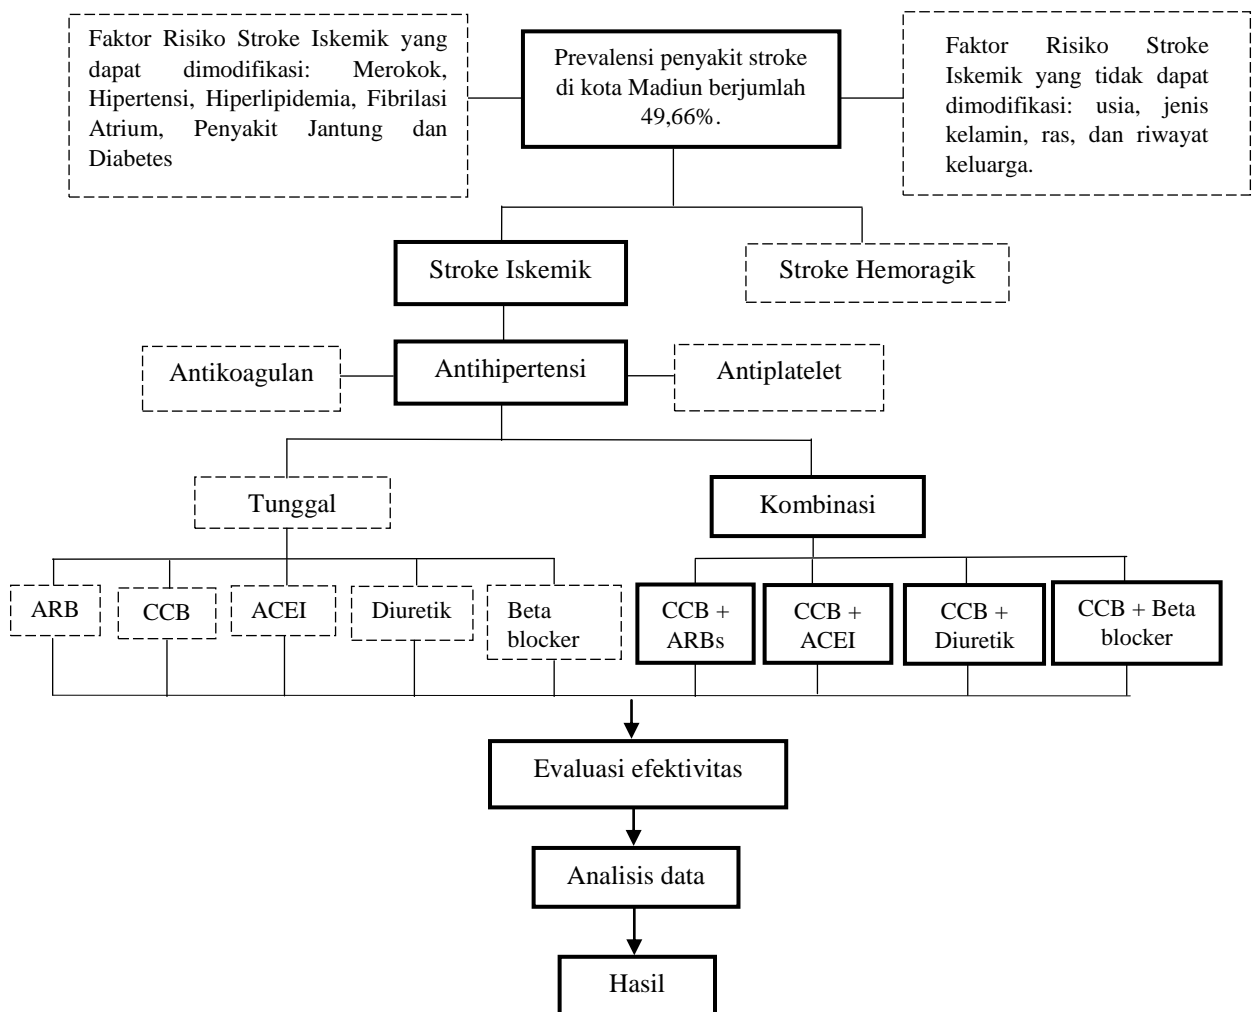 Faktor Risiko Stroke Iskemik yang
dapat dimodifikasi: Merokok,
Hipertensi, Hiperlipidemia, Fibrilasi
Atrium, Penyakit Jantung dan
Diabetes
Prevalensi penyakit stroke
di kota Madiun berjumlah
49,66%.
Faktor Risiko Stroke
Iskemik yang tidak dapat
dimodifikasi: usia, jenis
kelamin, ras, dan riwayat
keluarga.
Stroke Iskemik
Stroke Hemoragik
Antikoagulan
Antihipertensi
Antiplatelet
Tunggal
Kombinasi
ARB
CCB
ACEI
Diuretik
Beta
blocker
CCB +
ARBs
CCB +
ACEI
CCB +
Diuretik
CCB + Beta
blocker
Evaluasi efektivitas
Analisis data
Hasil